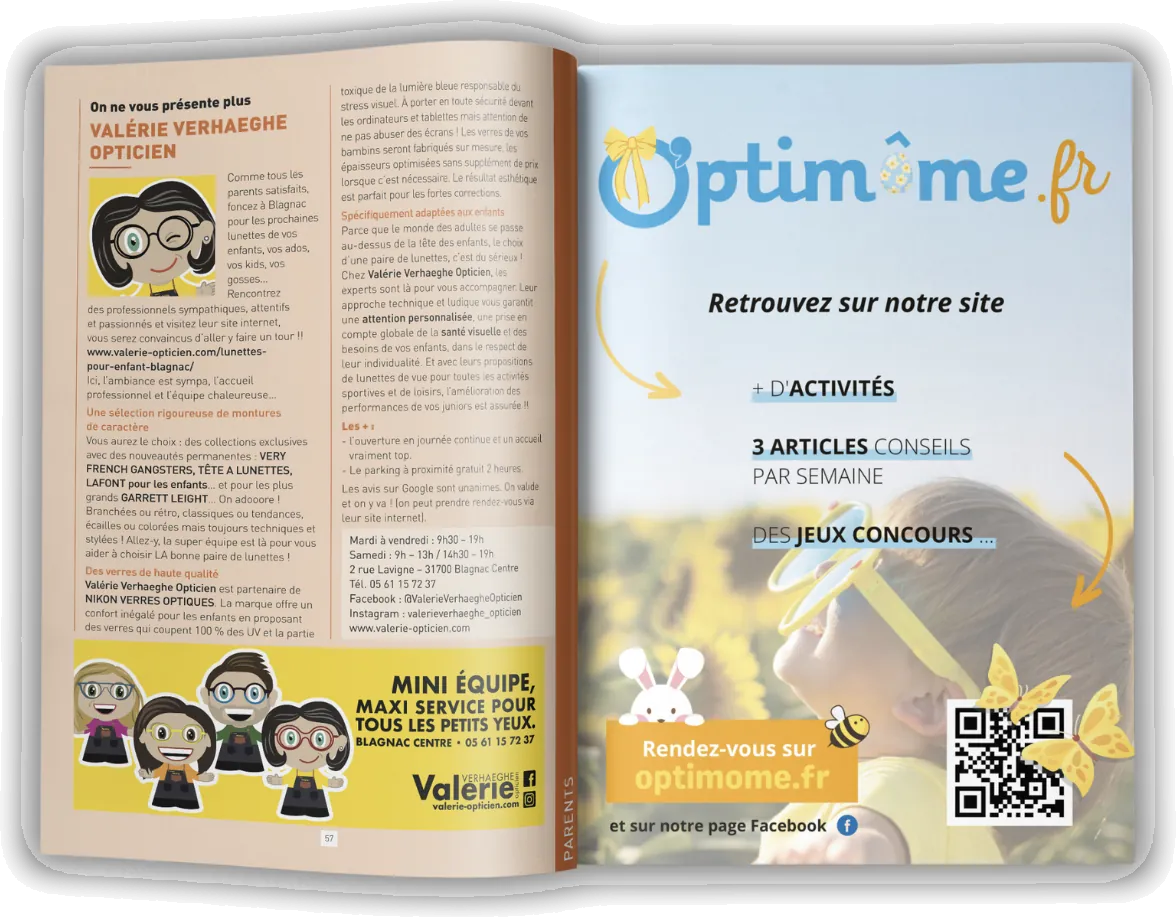 On ne vous présente plus
VALÉRIE VERHAEGHE
OPTICIEN
Comme tous les
parents satisfaits,
foncez à Blagnac
pour les prochaines
lunettes de vos
enfants, vos ados,
vos kids, vos
gosses...
Rencontrez
des professionnels sympathiques, attentifs
et passionnés et visitez leur site internet,
vous serez convaincus d'aller y faire un tour !!
www.valerie-opticien.com/lunettes-
pour-enfant-blagnac/
Ici, l'ambiance est sympa, l'accueil
professionnel et l'équipe chaleureuse...
Une sélection rigoureuse de montures
de caractère
Vous aurez le choix : des collections exclusives
avec des nouveautés permanentes : VERY
FRENCH GANGSTERS, TÊTE A LUNETTES,
LAFONT pour les enfants... et pour les plus
grands GARRETT LEIGHT... On adooore !
Branchées ou rétro, classiques ou tendances,
écailles ou colorées mais toujours techniques et
stylées ! Allez-y, la super équipe est là pour vous
aider à choisir LA bonne paire de lunettes !
Des verres de haute qualité
Valérie Verhaeghe Opticien est partenaire de
NIKON VERRES OPTIQUES. La marque offre un
confort inégalé pour les enfants en proposant
des verres qui coupent 100 % des UV et la partie
toxique de la lumière bleue responsable du
stress visuel. À porter en toute sécurité devant
les ordinateurs et tablettes mais attention de
ne pas abuser des écrans ! Les verres de vos
bambins seront fabriqués sur mesure, les
épaisseurs optimisées sans supplément de prix
lorsque c'est nécessaire. Le résultat esthétique
est parfait pour les fortes corrections.
Spécifiquement adaptées aux enfants
Parce que le monde des adultes se passe
au-dessus de la tête des enfants, le choix
d'une paire de lunettes, c'est du sérieux !
Chez Valérie Verhaeghe Opticien, les
experts sont là pour vous accompagner. Leur
approche technique et ludique vous garantit
une attention personnalisée, une prise en
compte globale de la santé visuelle et des
besoins de vos enfants, dans le respect de
leur individualité. Et avec leurs propositions
de lunettes de vue pour toutes les activités
sportives et de loisirs, l'amélioration des
performances de vos juniors est assurée !!
Les + :
- l'ouverture en journée continue et un accueil
vraiment top.
- Le parking à proximité gratuit 2 heures.
Les avis sur Google sont unanimes. On valide
et on y va ! (on peut prendre rendez-vous via
leur site internet).
Mardi à vendredi : 9h30 – 19h
Samedi : 9h – 13h / 14h30 – 19h
2 rue Lavigne – 31700 Blagnac Centre
Tél. 05 61 15 72 37
Facebook : @ValerieVerhaegheOpticien
Instagram : valerieverhaeghe_opticien
www.valerie-opticien.com
MINI ÉQUIPE,
MAXI SERVICE POUR
TOUS LES PETITS YEUX.
BLAGNAC CENTRE • 05 61 15 72 37
VERHAEGHE
Valérie
opticien
valerie-opticien.com
57
PARENTS
O'ptimôme.fr
Retrouvez sur notre site
+ D'ACTIVITÉS
3 ARTICLES CONSEILS
PAR SEMAINE
DES JEUX CONCOURS ...
Rendez-vous sur
optimome.fr
et sur notre page Facebook